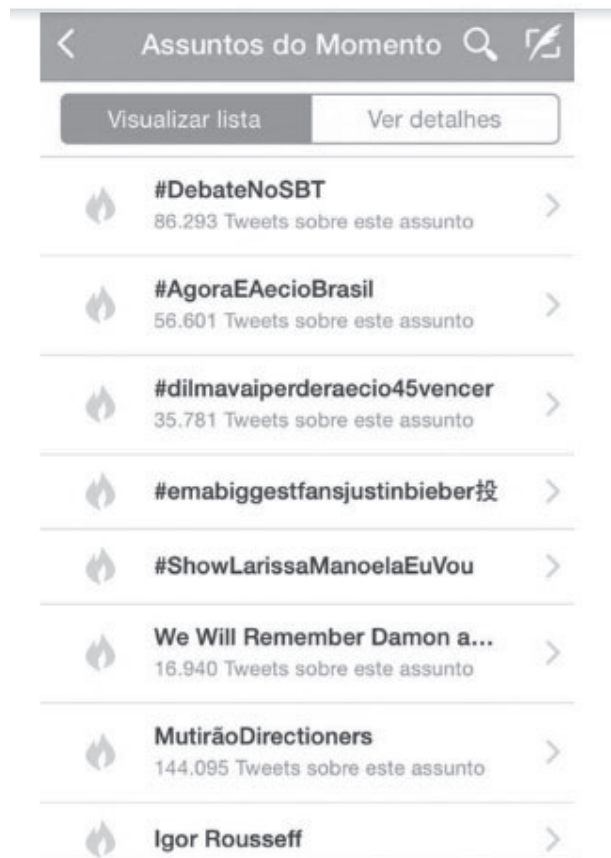 Assuntos do Momento
Visualizar lista
Ver detalhes
#DebateNoSBT
86.293 Tweets sobre este assunto
#AgoraEAecioBrasil
56.601 Tweets sobre este assunto
#dilmavaiperderaecio45vencer
35.781 Tweets sobre este assunto
#emabiggestfansjustinbieber投
#ShowLarissaManoelaEuVou
We Will Remember Damon a...
16.940 Tweets sobre este assunto
MutirãoDirectioners
144.095 Tweets sobre este assunto
Igor Rousseff